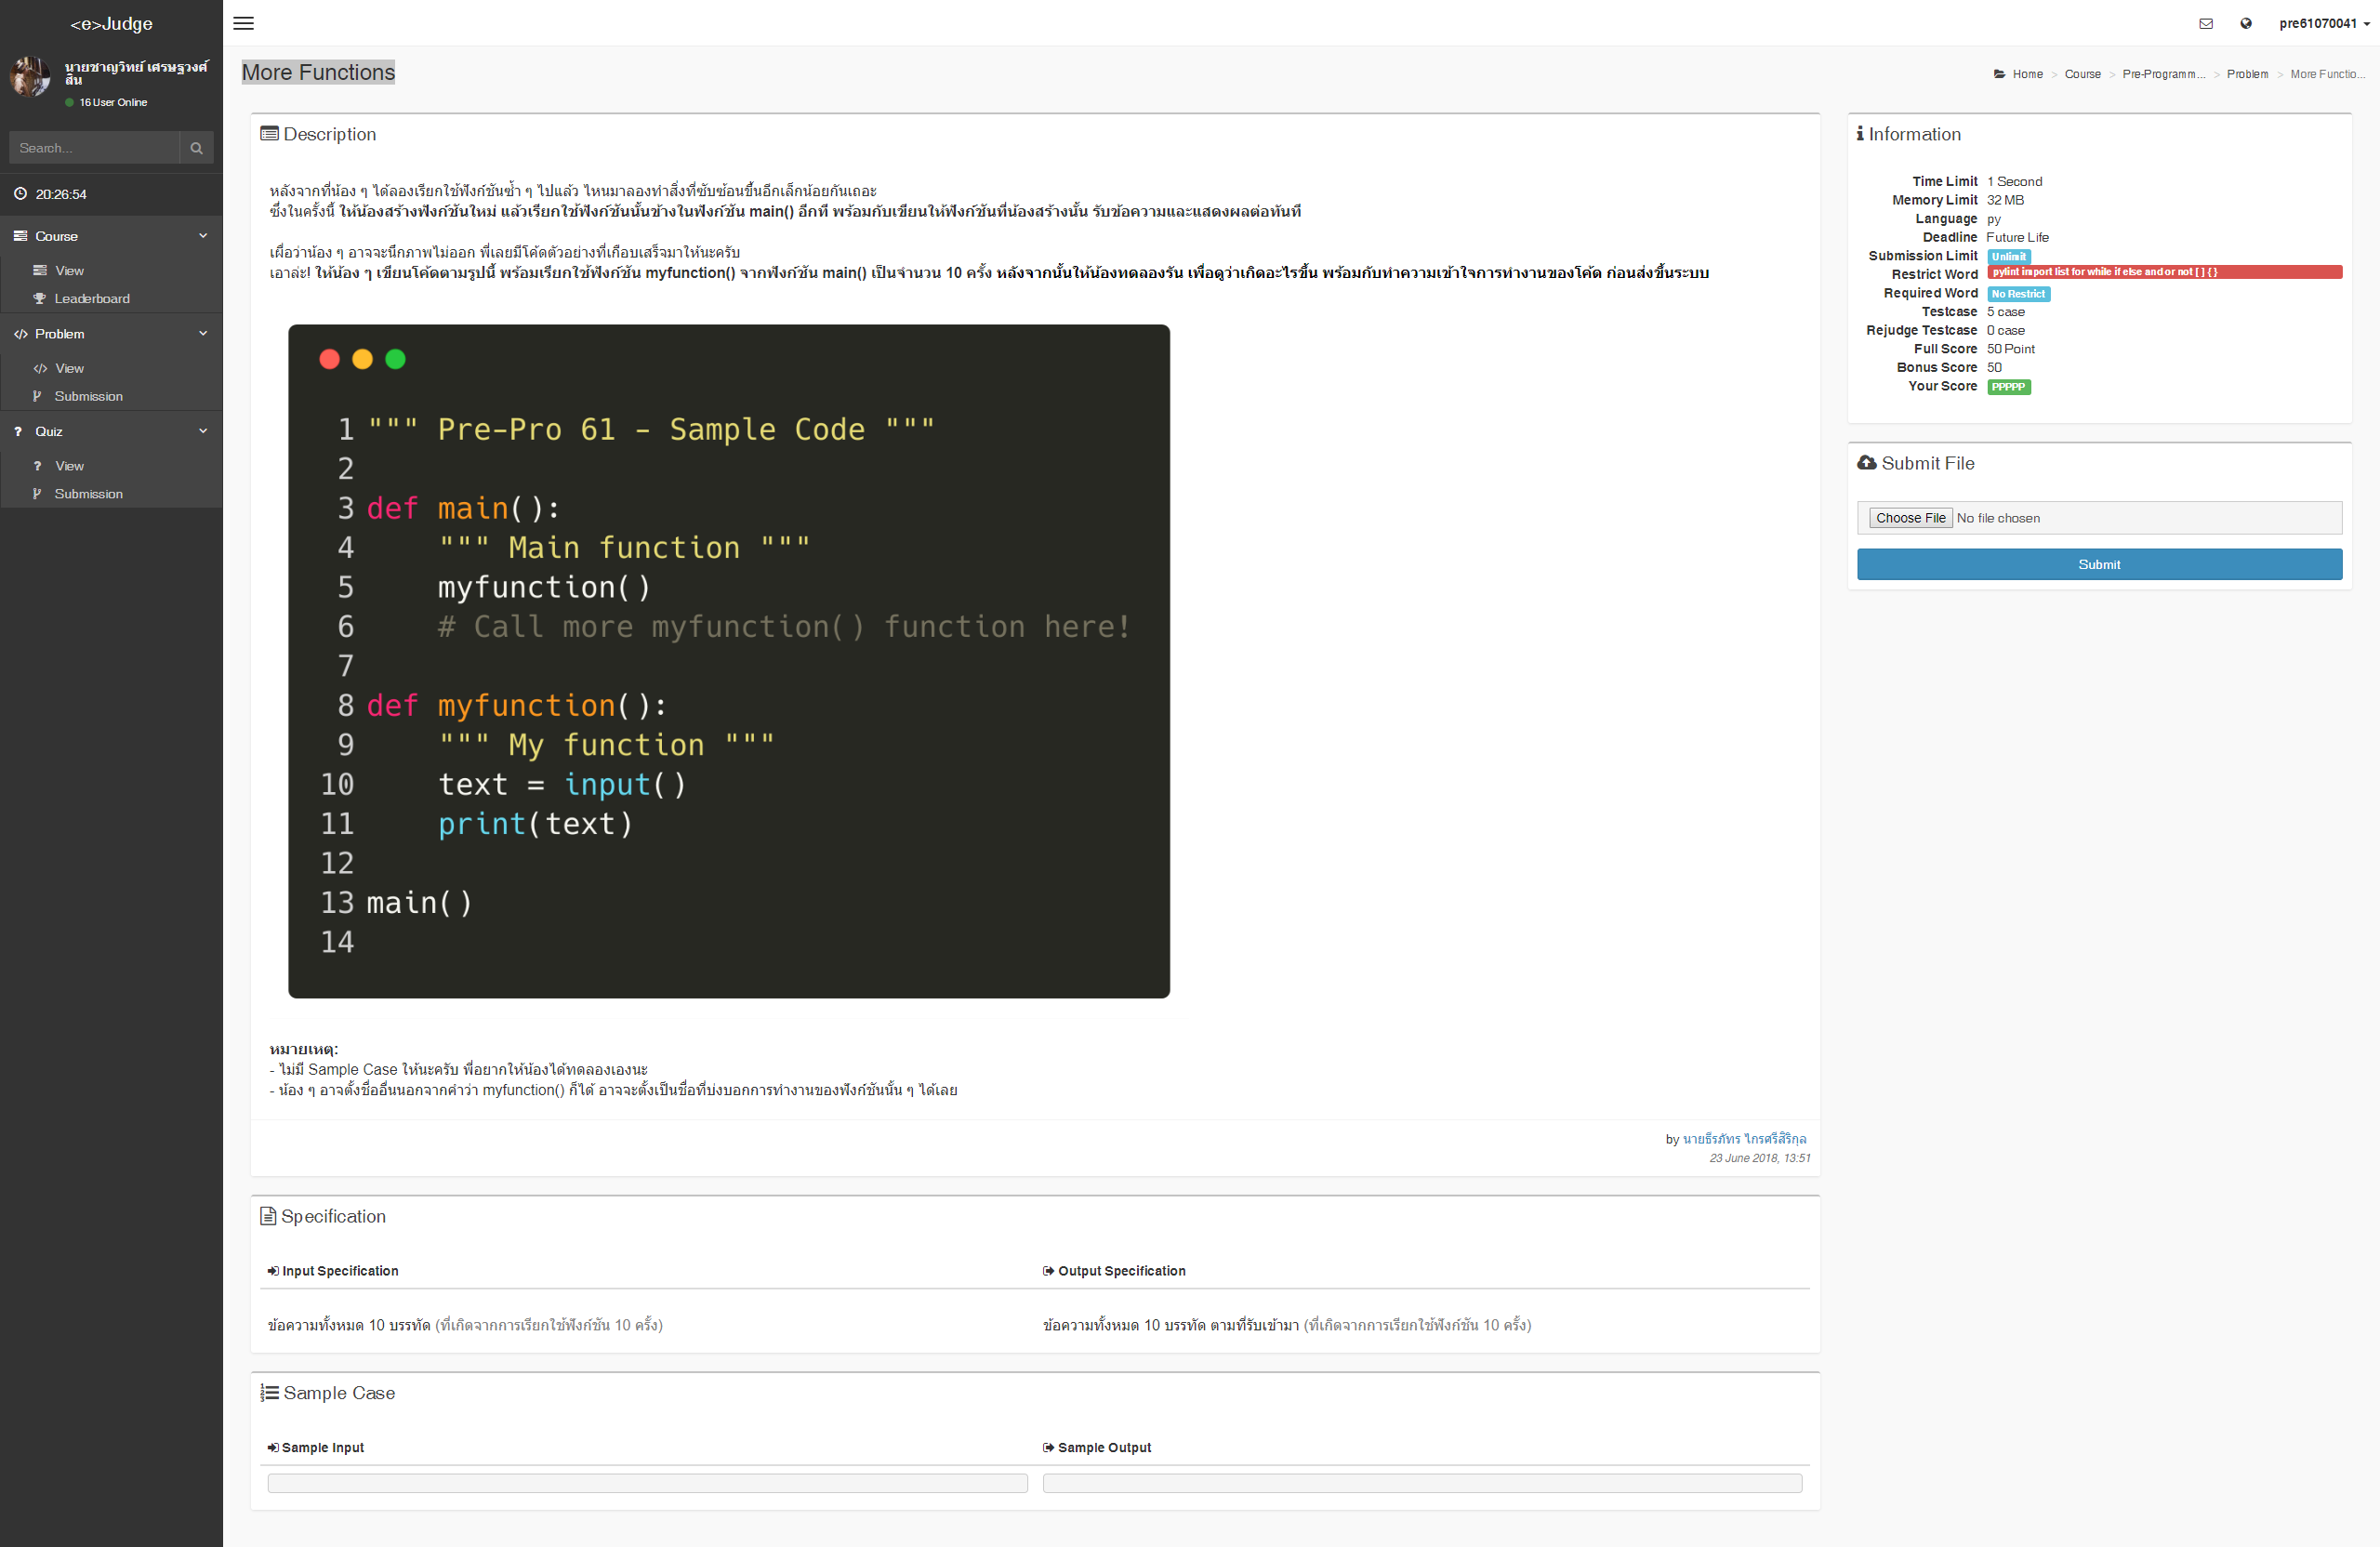 <e>Judge
นายชาญวิทย์ เศรษฐวงศ์
สิน
16 User Online
Search...
20:26:54
Course
View
Leaderboard
Problem
View
Submission
Quiz
View
Submission
pre61070041
More Functions
Home > Course > Pre-Programm... > Problem > More Functio...
Description
หลังจากที่น้อง ๆ ได้ลองเรียกใช้ฟังก์ชันซ้ำ ๆ ไปแล้ว ไหนมาลองทำสิ่งที่ซับซ้อนขึ้นอีกเล็กน้อยกันเถอะ
ซึ่งในครั้งนี้ ให้น้องสร้างฟังก์ชันใหม่ แล้วเรียกใช้ฟังก์ชันนั้นข้างในฟังก์ชัน main() อีกที พร้อมกับเขียนให้ฟังก์ชันที่น้องสร้างนั้น รับข้อความและแสดงผลต่อทันที
เผื่อว่าน้อง ๆ อาจจะนึกภาพไม่ออก พี่เลยมีโค้ดตัวอย่างที่เกือบเสร็จมาให้นะครับ
เอาล่ะ! ให้น้อง ๆ เขียนโค้ดตามรูปนี้ พร้อมเรียกใช้ฟังก์ชัน myfunction() จากฟังก์ชัน main() เป็นจำนวน 10 ครั้ง หลังจากนั้นให้น้องทดลองรัน เพื่อดูว่าเกิดอะไรขึ้น พร้อมกับทำความเข้าใจการทำงานของโค้ด ก่อนส่งขึ้นระบบ
1 """ Pre-Pro 61 - Sample Code """
2
3 def main():
4     """ Main function """
5     myfunction()
6     # Call more myfunction() function here!
7
8 def myfunction():
9     """ My function """
10     text = input()
11     print(text)
12
13 main()
14
หมายเหตุ:
- ไม่มี Sample Case ให้นะครับ พี่อยากให้น้องได้ทดลองเองนะ
- น้อง ๆ อาจตั้งชื่ออื่นนอกจากคำว่า myfunction() ก็ได้ อาจจะตั้งเป็นชื่อที่บ่งบอกการทำงานของฟังก์ชันนั้น ๆ ได้เลย
by นายธีรภัทร ไกรศรีสิริกุล
23 June 2018, 13:51
Specification
Input Specification
Output Specification
ข้อความทั้งหมด 10 บรรทัด (ที่เกิดจากการเรียกใช้ฟังก์ชัน 10 ครั้ง)
ข้อความทั้งหมด 10 บรรทัด ตามที่รับเข้ามา (ที่เกิดจากการเรียกใช้ฟังก์ชัน 10 ครั้ง)
Sample Case
Sample Input
Sample Output
Information
Time Limit 1 Second
Memory Limit 32 MB
Language py
Deadline Future Life
Submission Limit Unlimit
Restrict Word pylint import list for while if else and or not [ ] { }
Required Word No Restrict
Testcase 5 case
Rejudge Testcase 0 case
Full Score 50 Point
Bonus Score 50
Your Score PPPPP
Submit File
Choose File No file chosen
Submit